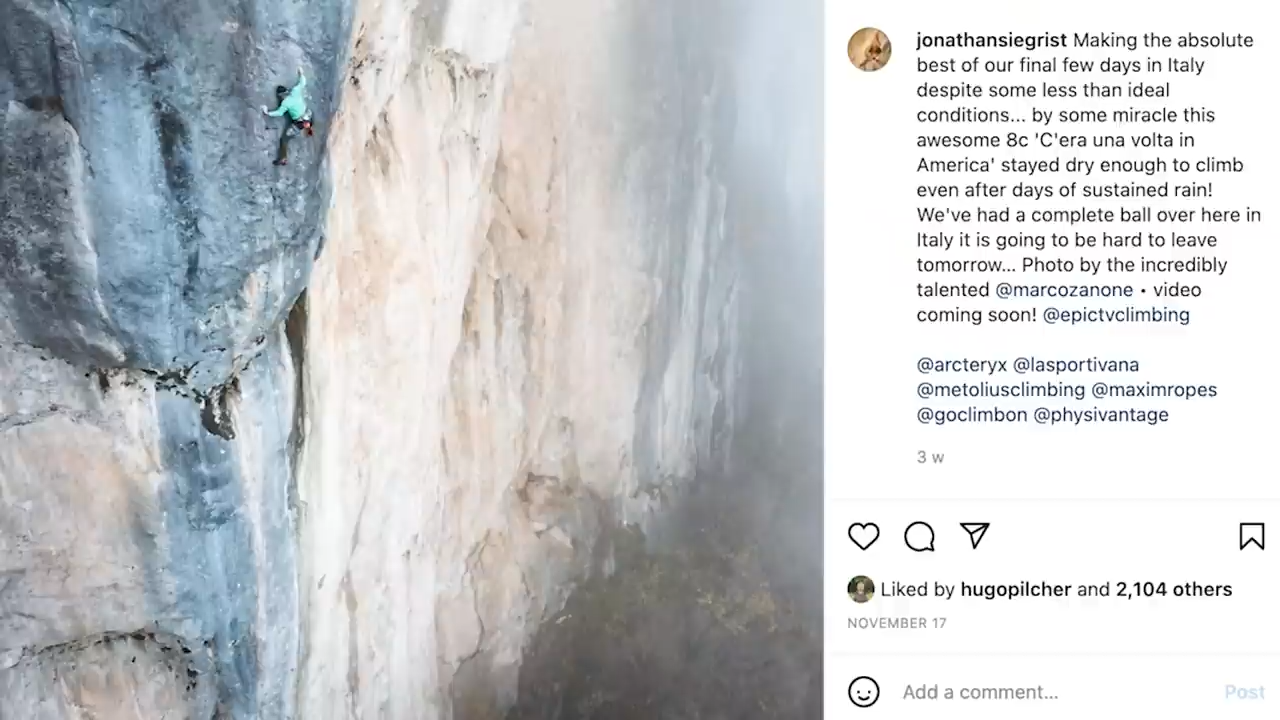 jonathansiegrist Making the absolute
best of our final few days in Italy
despite some less than ideal
conditions... by some miracle this
awesome 8c 'C'era una volta in
America' stayed dry enough to climb
even after days of sustained rain!
We've had a complete ball over here in
Italy it is going to be hard to leave
tomorrow... Photo by the incredibly
talented @marcozanone • video
coming soon! @epictvclimbing
@arcteryx @lasportivana
@metoliusclimbing @maximropes
@goclimbon @physivantage
3 w
Liked by hugopilcher and 2,104 others
NOVEMBER 17
Add a comment...
Post